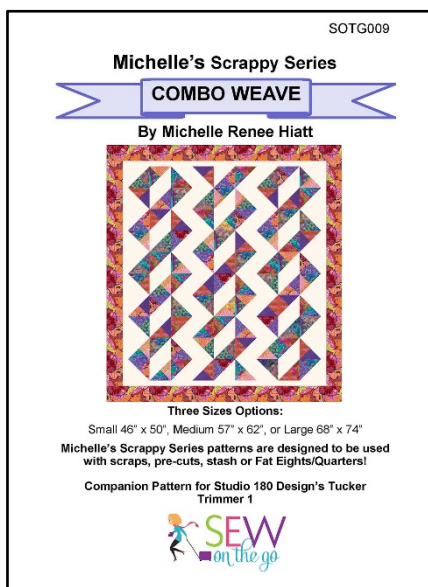 SOTG009
Michelle's Scrappy Series
COMBO WEAVE
By Michelle Renee Hiatt
Three Sizes Options:
Small 46" x 50", Medium 57" x 62", or Large 68" x 74"
Michelle's Scrappy Series patterns are designed to be used
with scraps, pre-cuts, stash or Fat Eights/Quarters!
Companion Pattern for Studio 180 Design's Tucker
Trimmer 1
SEW
on the go